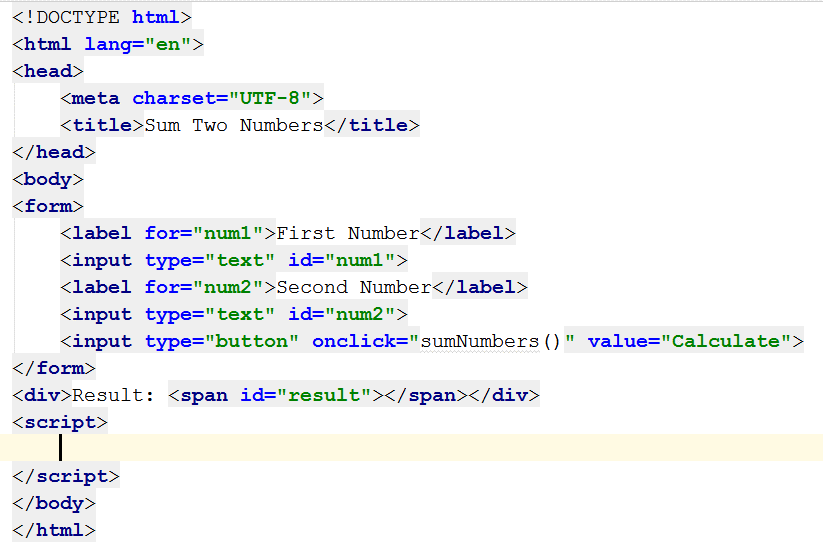 <!DOCTYPE html>
<html lang="en">
<head>
    <meta charset="UTF-8">
    <title>Sum Two Numbers</title>
</head>
<body>
<form>
    <label for="num1">First Number</label>
    <input type="text" id="num1">
    <label for="num2">Second Number</label>
    <input type="text" id="num2">
    <input type="button" onclick="sumNumbers()" value="Calculate">
</form>
<div>Result: <span id="result"></span></div>
<script>
</script>
</body>
</html>